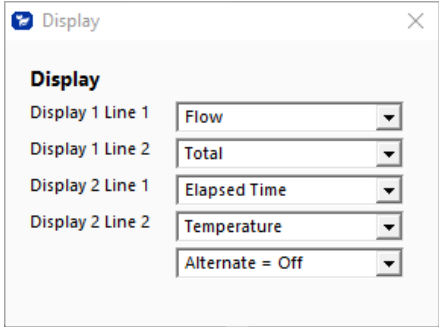 Display
Display
Display 1 Line 1 Flow
Display 1 Line 2 Total
Display 2 Line 1 Elapsed Time
Display 2 Line 2 Temperature
Alternate = Off